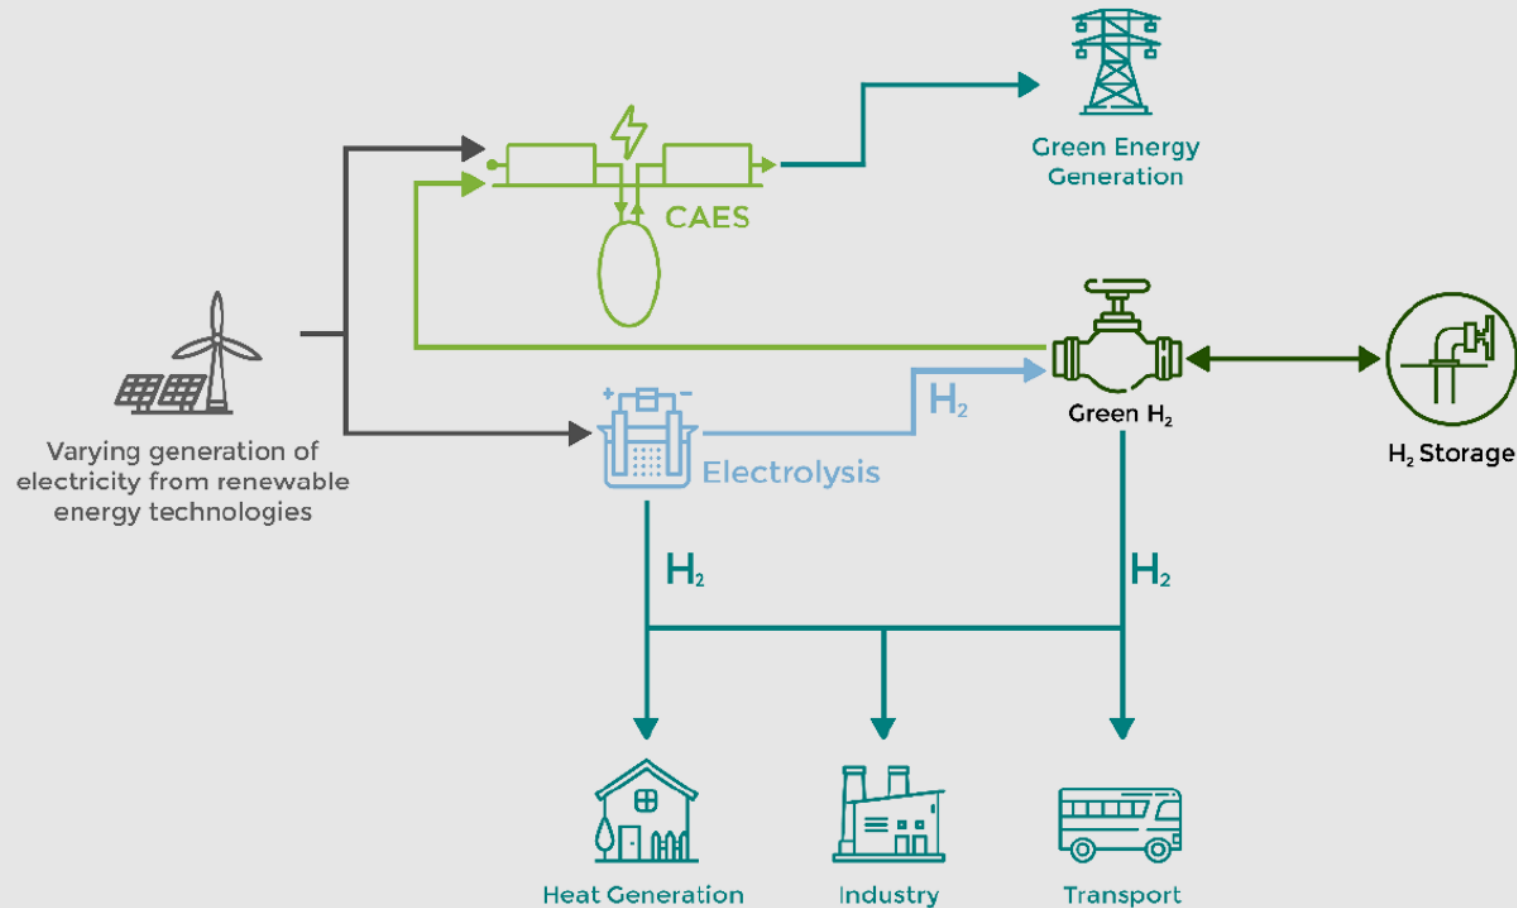 Green Energy
Generation
CAES
H₂
Green H₂
H₂ Storage
Varying generation of
electricity from renewable
energy technologies
+ −
Electrolysis
H₂
H₂
Heat Generation
Industry
Transport